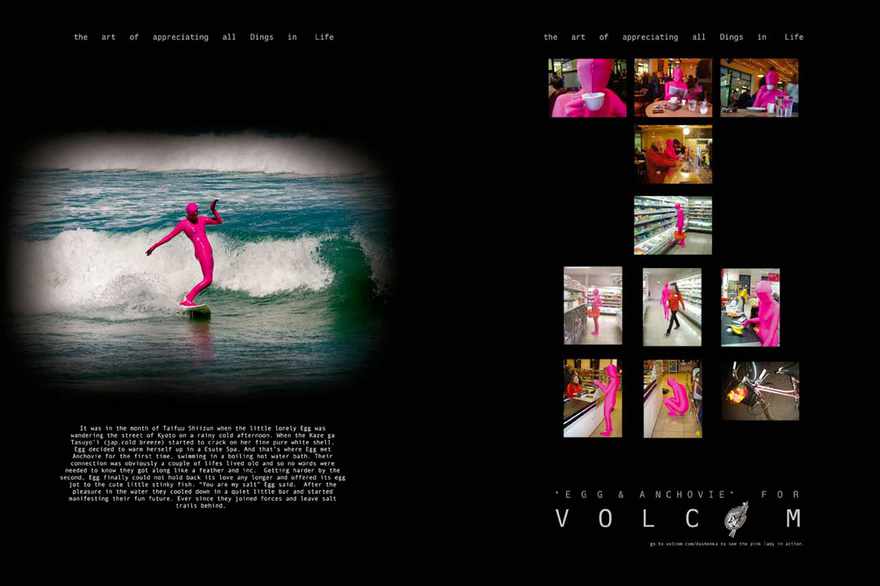 the art of appreciating all Dings in Life
It was in the month of Taifuu Shiizun when the little lonely Egg was
wandering the street of Kyoto on a rainy cold afternoon. When the Kaze ga
Tasuyo'i (jap.cold breere) started to crack on her fine pure white shell.
Egg decided to warm herself up in a Esuie Spa. And that's where Egg met
Anchovie for the first time, swimming in a boiling hot water bath. Their
connection was obviously a couple of lifes lived old and so no words were
needed to know they got along like a feather and inc. Getting harder by the
second, Egg finally could not hold back its love any longer and offered its egg
jot to the cute little stinky fish. "You are my salt" Egg said. After the
pleasure in the water they cooled down in a quiet little bar and started
manifesting their fun future. Ever since they joined forces and leave salt
trails behind.
the art of appreciating all Dings in Life
"EGG & ANCHOVIE" FOR
VOLCOM
go to volcom.com/dashenka to see the pink lady in action.